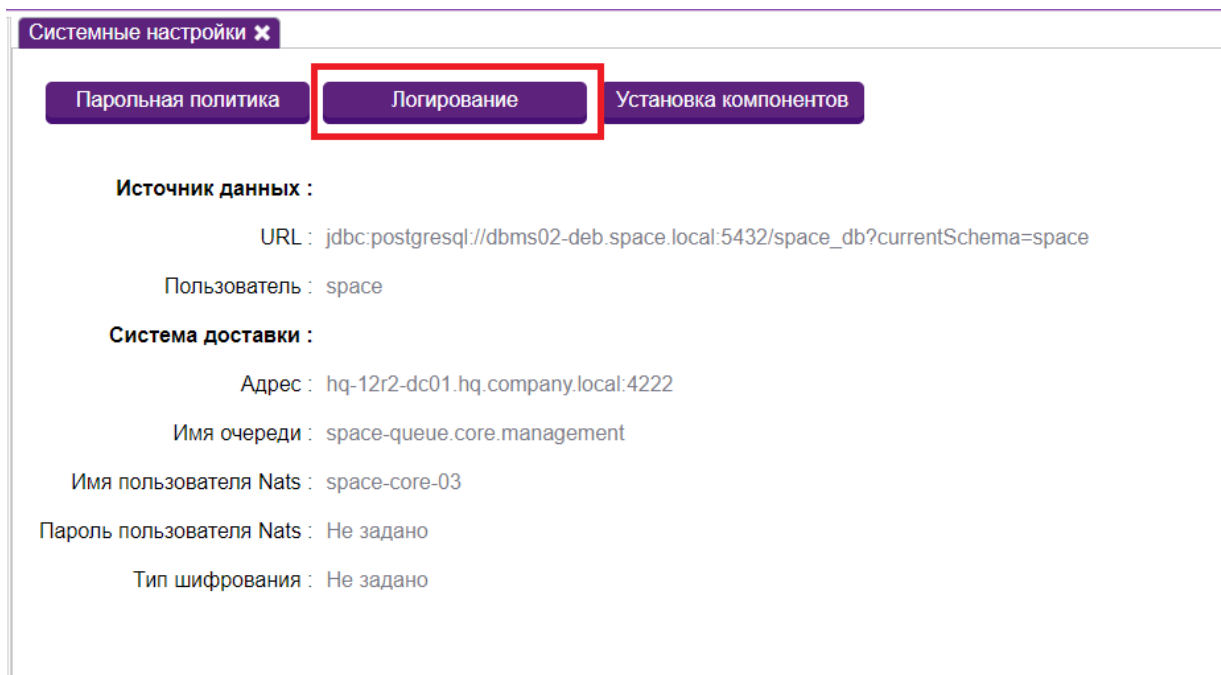 Системные настройки ✖
Парольная политика Логирование Установка компонентов
Источник данных :
URL : jdbc:postgresql://dbms02-deb.space.local:5432/space_db?currentSchema=space
Пользователь : space
Система доставки :
Адрес : hq-12r2-dc01.hq.company.local:4222
Имя очереди : space-queue.core.management
Имя пользователя Nats : space-core-03
Пароль пользователя Nats : Не задано
Тип шифрования : Не задано